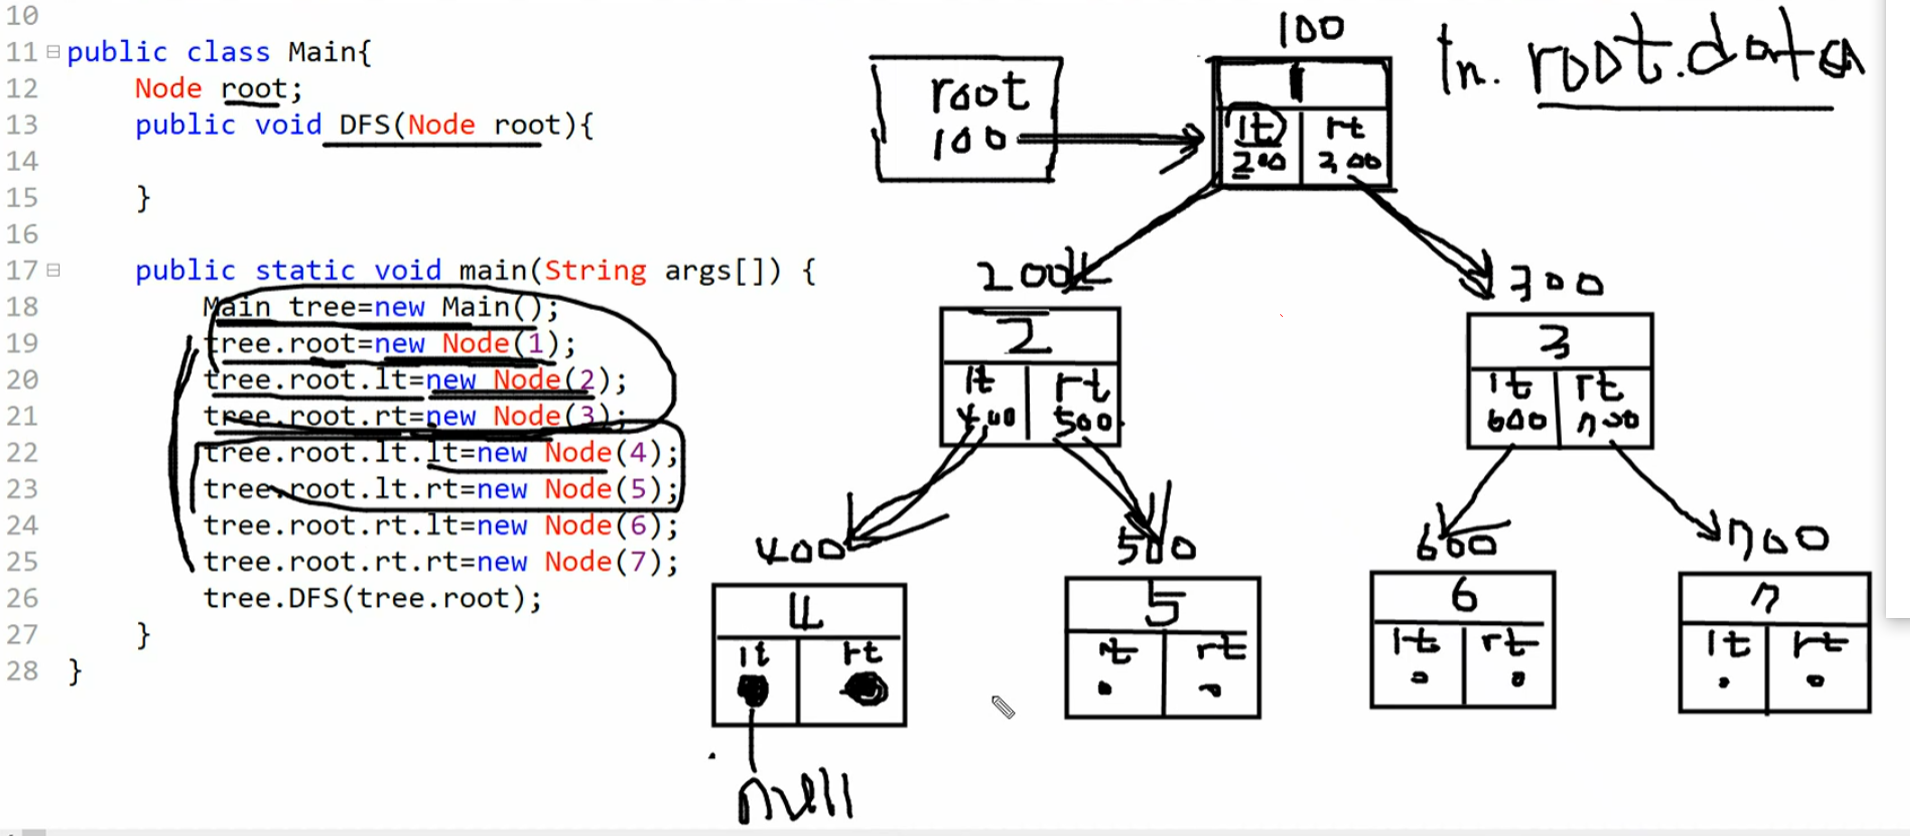 10
11 public class Main{
12 Node root;
13 public void DFS(Node root){
14
15 }
16
17 public static void main(String args[]) {
18 Main tree=new Main();
19 tree.root=new Node(1);
20 tree.root.lt=new Node(2);
21 tree.root.rt=new Node(3);
22 tree.root.lt.lt=new Node(4);
23 tree.root.lt.rt=new Node(5);
24 tree.root.rt.lt=new Node(6);
25 tree.root.rt.rt=new Node(7);
26 tree.DFS(tree.root);
27 }
28 }
100
root
100
1
lt rt
200 300
root.data
200
2
lt rt
400 500
300
3
lt rt
600 700
400
4
lt rt
null
500
5
lt rt
600
6
lt rt
700
7
lt rt